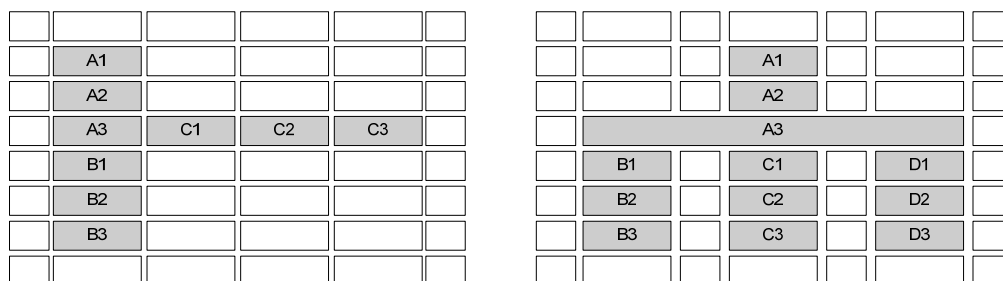 A1
A2
A3 C1 C2 C3
B1
B2
B3
A1
A2
A3
B1 C1 D1
B2 C2 D2
B3 C3 D3